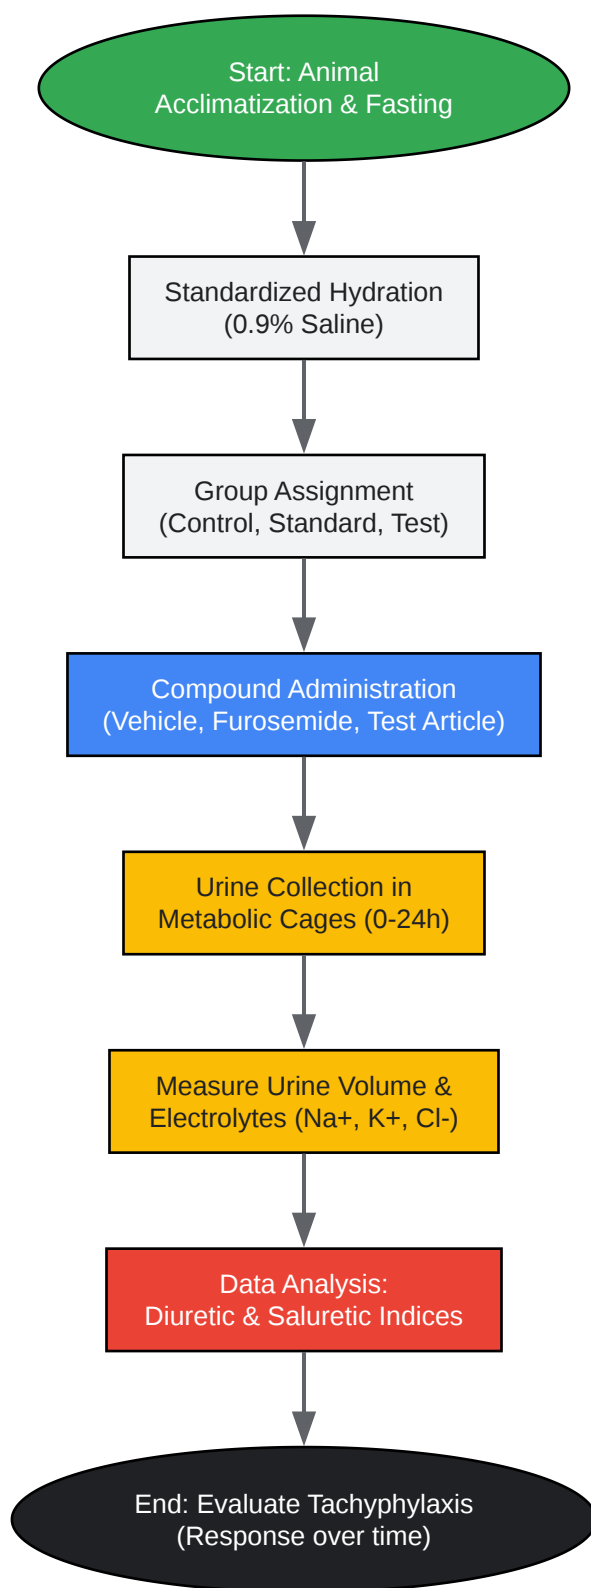 Start: Animal
Acclimatization & Fasting
Standardized Hydration
(0.9% Saline)
Group Assignment
(Control, Standard, Test)
Compound Administration
(Vehicle, Furosemide, Test Article)
Urine Collection in
Metabolic Cages (0-24h)
Measure Urine Volume &
Electrolytes (Na+, K+, Cl-)
Data Analysis:
Diuretic & Saluretic Indices
End: Evaluate Tachyphylaxis
(Response over time)